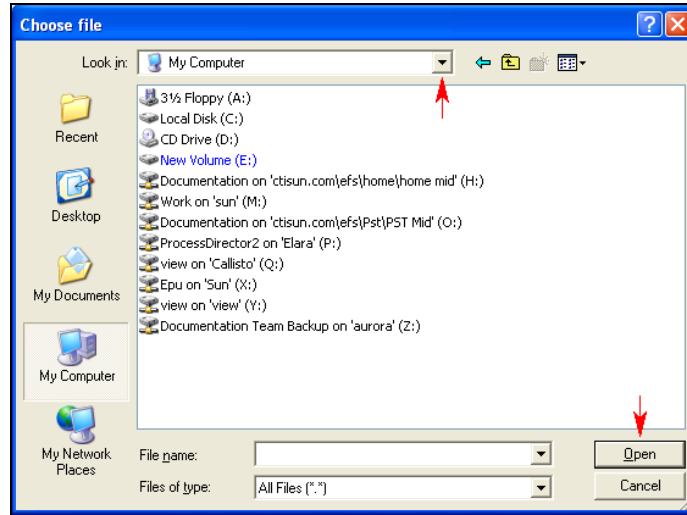 Choose file
Look in: My Computer
3½ Floppy (A:)
Local Disk (C:)
CD Drive (D:)
New Volume (E:)
Documentation on 'ctisun.com\efs\home\home mid' (H:)
Work on 'sun' (M:)
Documentation on 'ctisun.com\efs\Pst\PST Mid' (O:)
ProcessDirector2 on 'Elara' (P:)
view on 'Callisto' (Q:)
Epu on 'Sun' (X:)
view on 'view' (Y:)
Documentation Team Backup on 'aurora' (Z:)
Recent
Desktop
My Documents
My Computer
My Network
Places
File name: Open
Files of type: All Files (*.*) Cancel